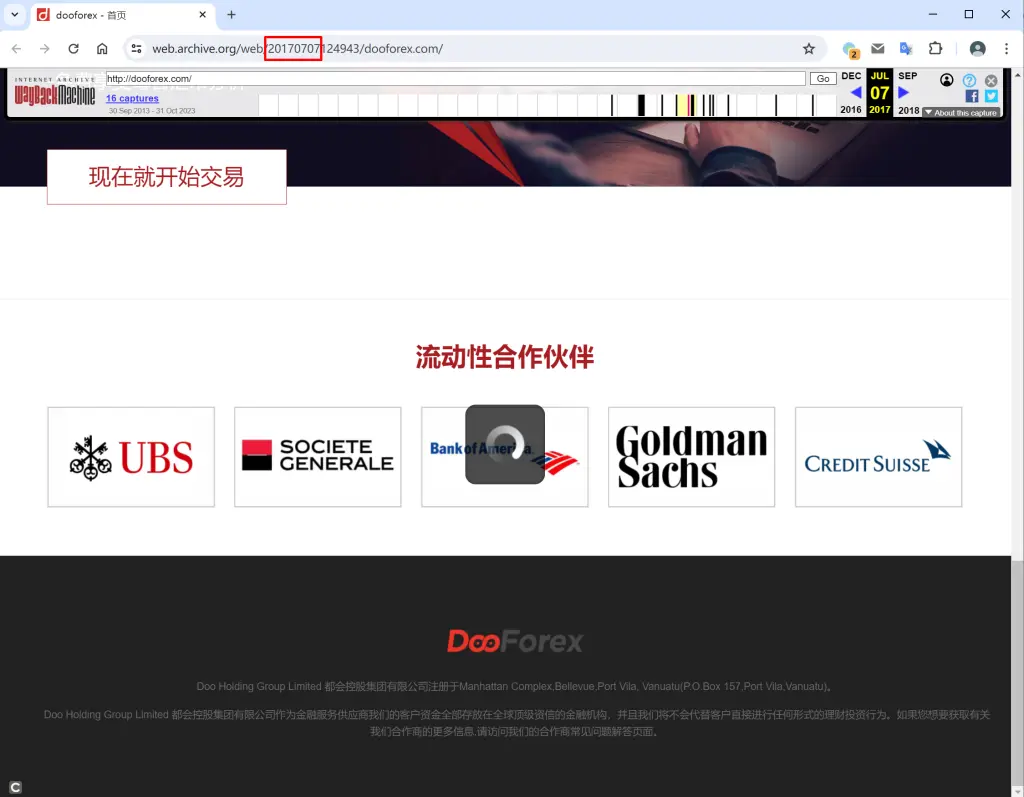 dooforex - 首页
web.archive.org/web/20170707124943/dooforex.com/
2
INTERNET ARCHIVE
WayBackMachine
http://dooforex.com/
Go
DEC JUL SEP
16 captures
07
30 Sep 2013 - 31 Oct 2023
2016 2017 2018
About this capture
现在就开始交易
流动性合作伙伴
UBS
SOCIETE
GENERALE
Bank of America
Goldman
Sachs
CREDIT SUISSE
DooForex
Doo Holding Group Limited 都会控股集团有限公司注册于Manhattan Complex,Bellevue,Port Vila, Vanuatu(P.O.Box 157,Port Vila,Vanuatu)。
Doo Holding Group Limited 都会控股集团有限公司作为金融服务供应商我们的客户资金全部存放在全球顶级资信的金融机构，并且我们将不会代替客户直接进行任何形式的理财投资行为。如果您想要获取有关
我们合作商的更多信息,请访问我们的合作商常见问题解答页面。